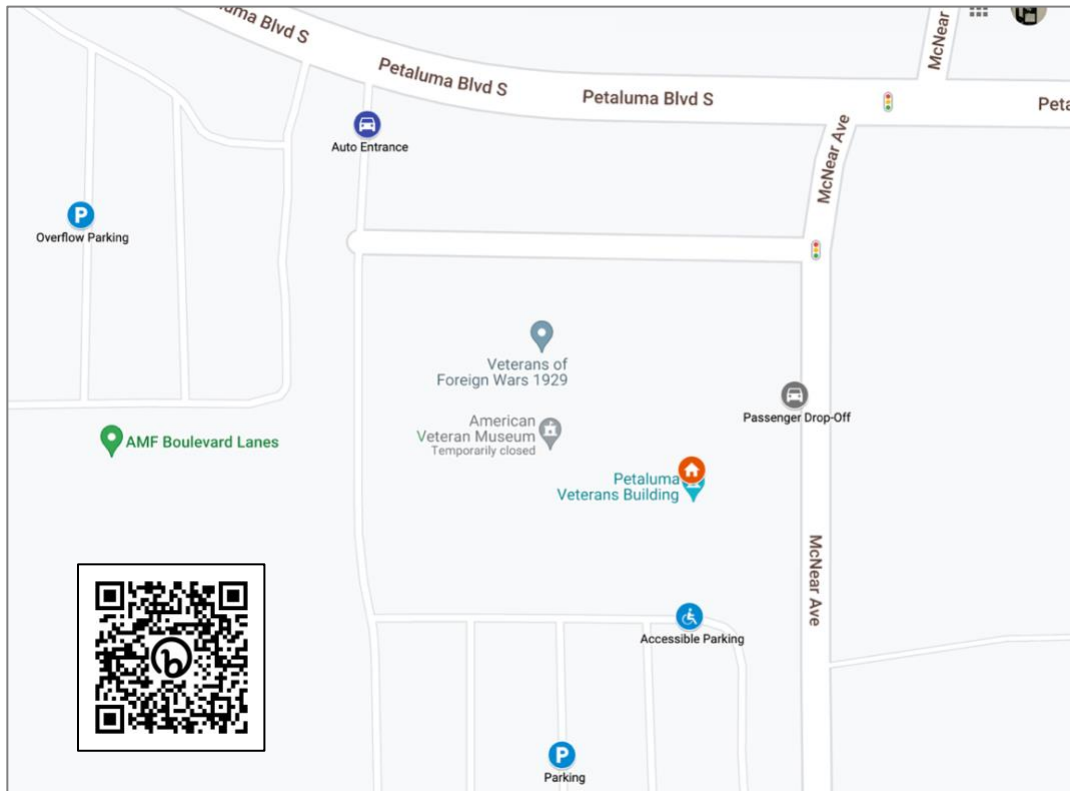 uma Blvd S
Petaluma Blvd S
Petaluma Blvd S
Peta
McNear
McNear Ave
Auto Entrance
P
Overflow Parking
Veterans of
Foreign Wars 1929
American
Veteran Museum
Temporarily closed
Passenger Drop-Off
AMF Boulevard Lanes
Petaluma
Veterans Building
McNear Ave
Accessible Parking
b
P
Parking